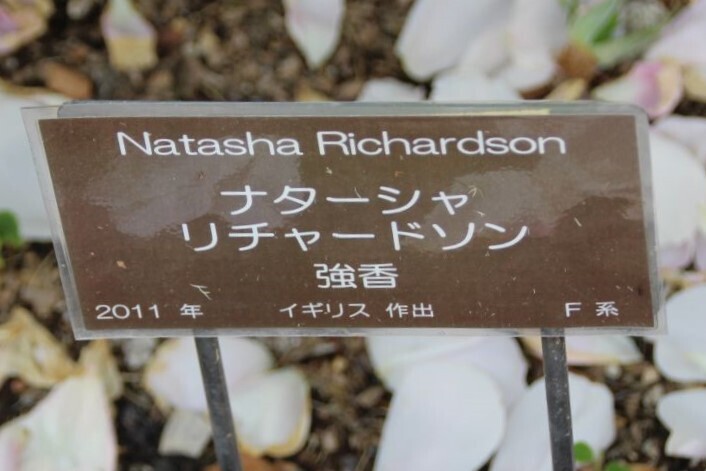 Natasha Richardson
ナターシャ
リチャードソン
強香
2011 年 イギリス 作出 F 系